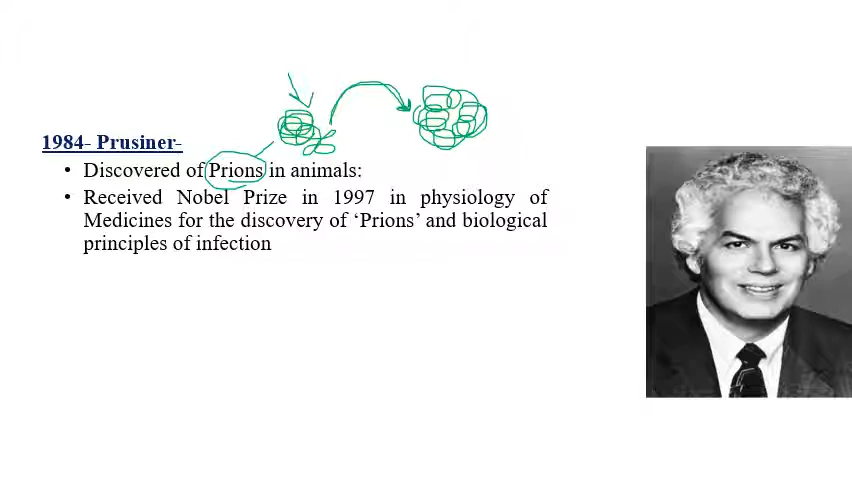 1984- Prusiner-
• Discovered of Prions in animals:
• Received Nobel Prize in 1997 in physiology of
Medicines for the discovery of ‘Prions’ and biological
principles of infection